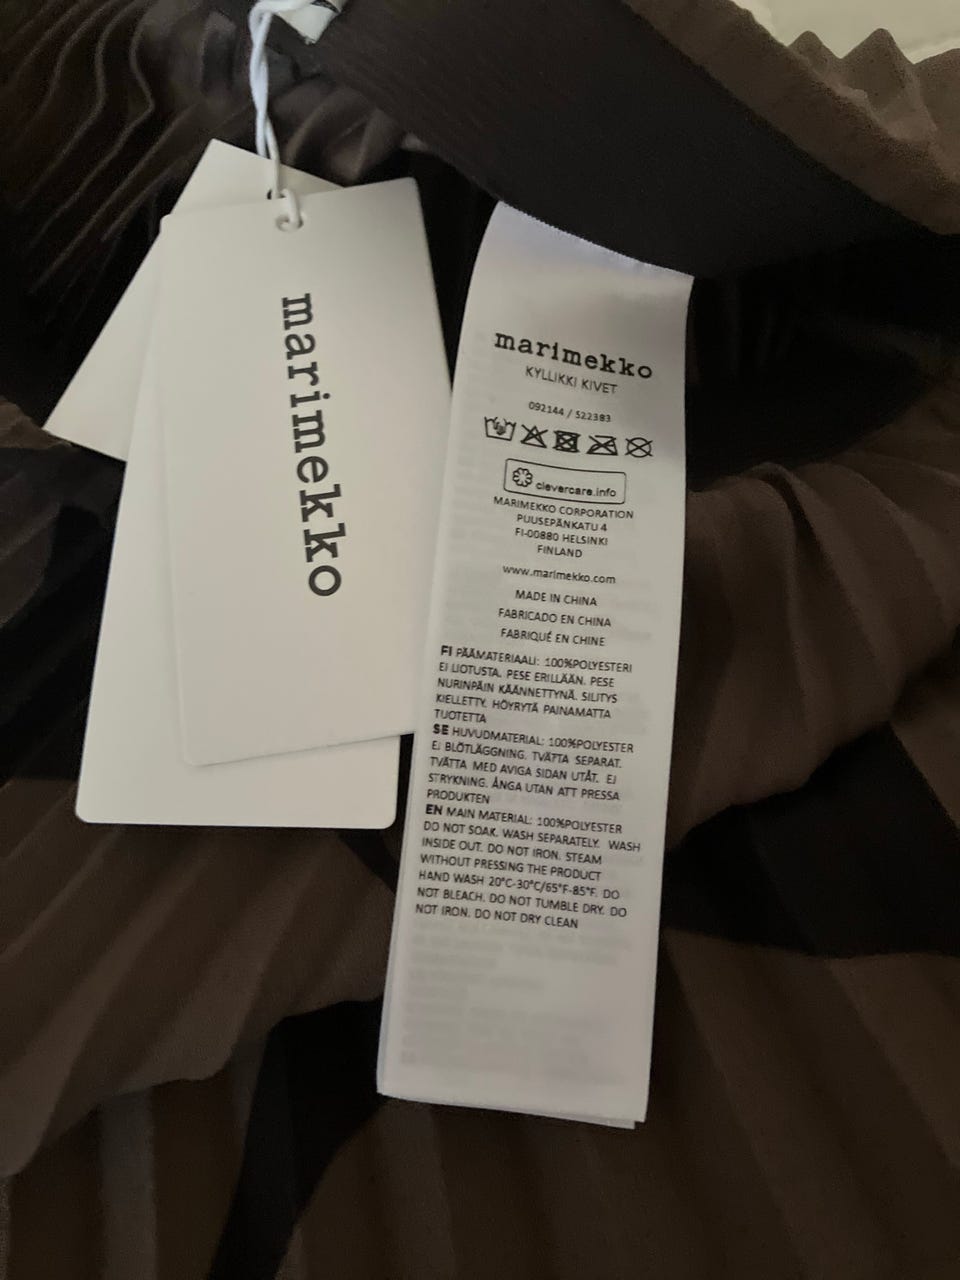 marimekko
marimekko
KYLLIKKI KIVET
092144 / 522383
clevercare.info
MARIMEKKO CORPORATION
PUUSEPÄNKATU 4
FI-00880 HELSINKI
FINLAND
www.marimekko.com
MADE IN CHINA
FABRICADO EN CHINA
FABRIQUÉ EN CHINE
FI PÄÄMATERIAALI: 100%POLYESTERI
EI LIOTUSTA. PESE ERILLÄÄN. PESE
NURINPÄIN KÄÄNNETTYNÄ. SILITYS
KIELLETTY. HÖYRYTÄ PAINAMATTA
TUOTETTA
SE HUVUDMATERIAL: 100%POLYESTER
EJ BLÖTLÄGGNING. TVÄTTA SEPARAT.
TVÄTTA MED AVIGA SIDAN UTÅT. EJ
STRYKNING. ÅNGA UTAN ATT PRESSA
PRODUKTEN
EN MAIN MATERIAL: 100%POLYESTER
DO NOT SOAK. WASH SEPARATELY. WASH
INSIDE OUT. DO NOT IRON. STEAM
WITHOUT PRESSING THE PRODUCT
HAND WASH 20°C-30°C/65°F-85°F. DO
NOT BLEACH. DO NOT TUMBLE DRY. DO
NOT IRON. DO NOT DRY CLEAN